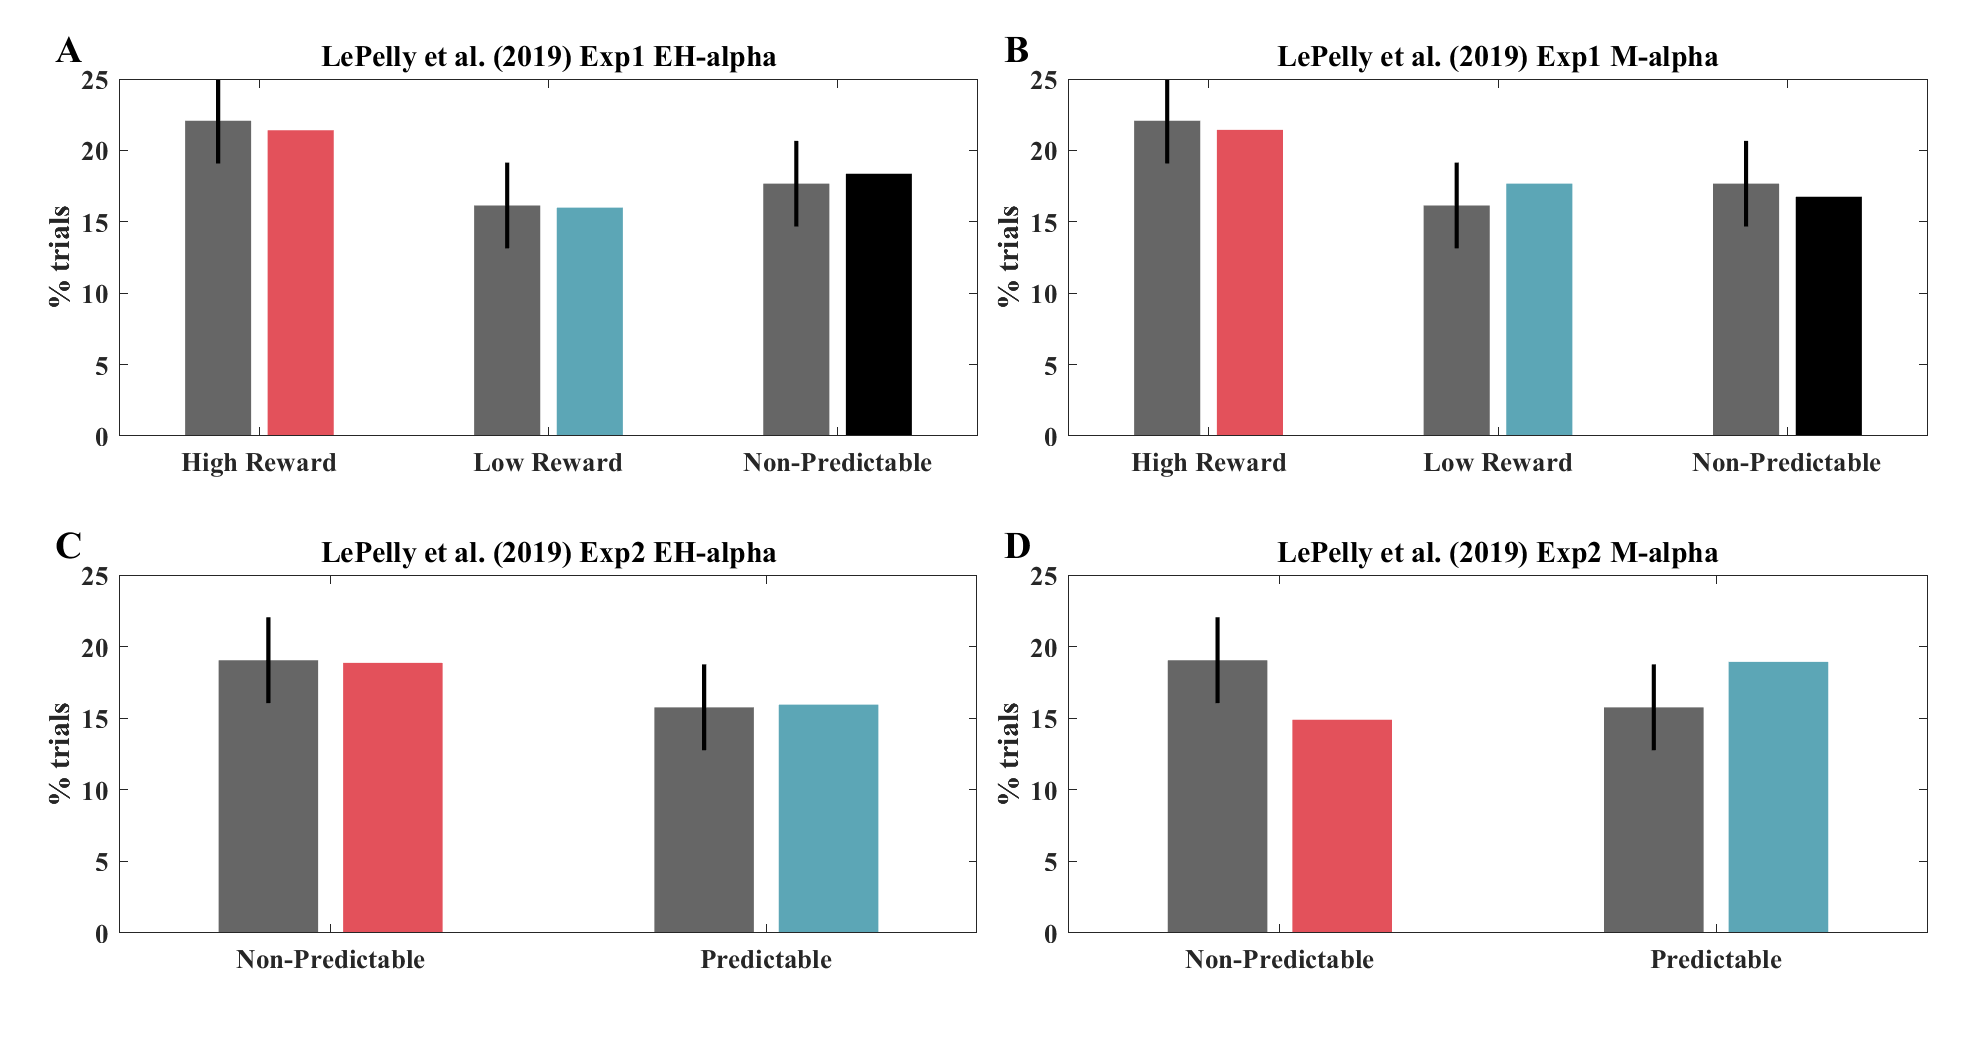 A
LePelly et al. (2019) Exp1 EH-alpha
% trials
25
20
15
10
5
0
High Reward
Low Reward
Non-Predictable
B
LePelly et al. (2019) Exp1 M-alpha
% trials
25
20
15
10
5
0
High Reward
Low Reward
Non-Predictable
C
LePelly et al. (2019) Exp2 EH-alpha
% trials
25
20
15
10
5
0
Non-Predictable
Predictable
D
LePelly et al. (2019) Exp2 M-alpha
% trials
25
20
15
10
5
0
Non-Predictable
Predictable